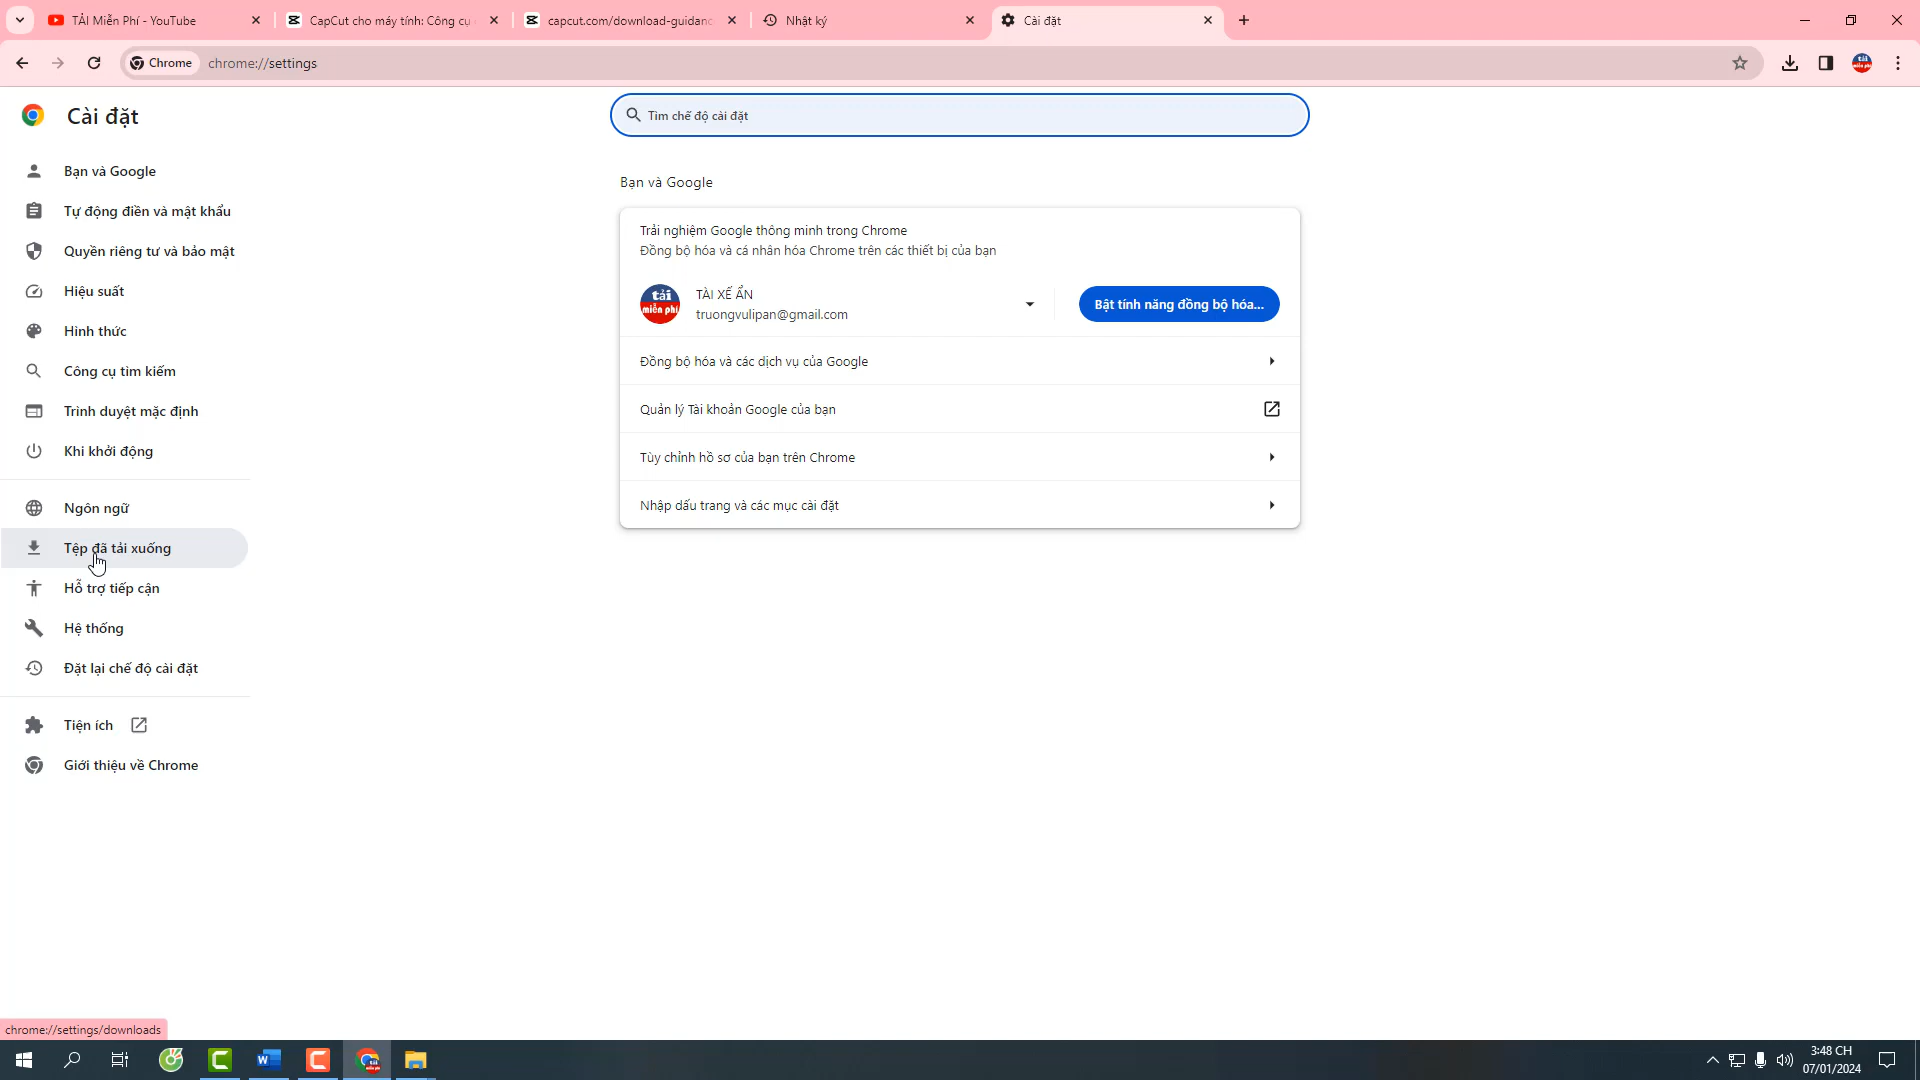 TẢI Miễn Phí - YouTube
CapCut cho máy tính: Công cụ
capcut.com/download-guidanc
Nhật ký
Cài đặt
Chrome
chrome://settings
Cài đặt
Tìm chế độ cài đặt
Bạn và Google
Tự động điền và mật khẩu
Quyền riêng tư và bảo mật
Hiệu suất
Hình thức
Công cụ tìm kiếm
Trình duyệt mặc định
Khi khởi động
Ngôn ngữ
Tệp đã tải xuống
Hỗ trợ tiếp cận
Hệ thống
Đặt lại chế độ cài đặt
Tiện ích
Giới thiệu về Chrome
Bạn và Google
Trải nghiệm Google thông minh trong Chrome
Đồng bộ hóa và cá nhân hóa Chrome trên các thiết bị của bạn
tải
miễn phí
TÀI XẾ ẨN
truongvulipan@gmail.com
Bật tính năng đồng bộ hóa...
Đồng bộ hóa và các dịch vụ của Google
Quản lý Tài khoản Google của bạn
Tùy chỉnh hồ sơ của bạn trên Chrome
Nhập dấu trang và các mục cài đặt
chrome://settings/downloads
3:48 CH
07/01/2024